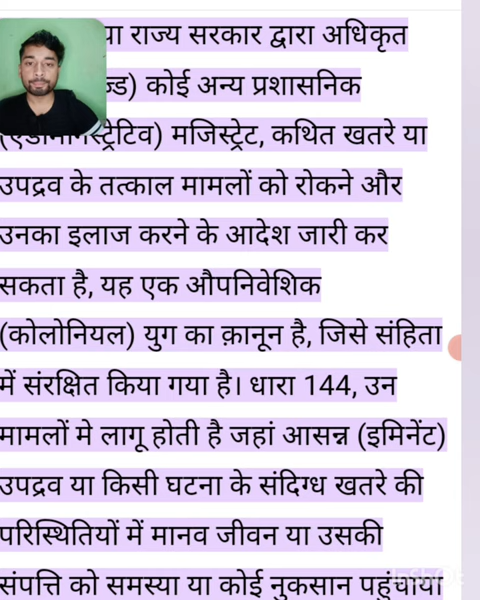 या राज्य सरकार द्वारा अधिकृत
कोई अन्य प्रशासनिक
मजिस्ट्रेट, कथित खतरे या
उपद्रव के तत्काल मामलों को रोकने और
उनका इलाज करने के आदेश जारी कर
सकता है, यह एक औपनिवेशिक
(कोलोनियल) युग का क़ानून है, जिसे संहिता
में संरक्षित किया गया है। धारा 144, उन
मामलों मे लागू होती है जहां आसन्न (इमिनेंट)
उपद्रव या किसी घटना के संदिग्ध खतरे की
परिस्थितियों में मानव जीवन या उसकी
संपत्ति को समस्या या कोई नुकसान पहुंचाया
InShOt